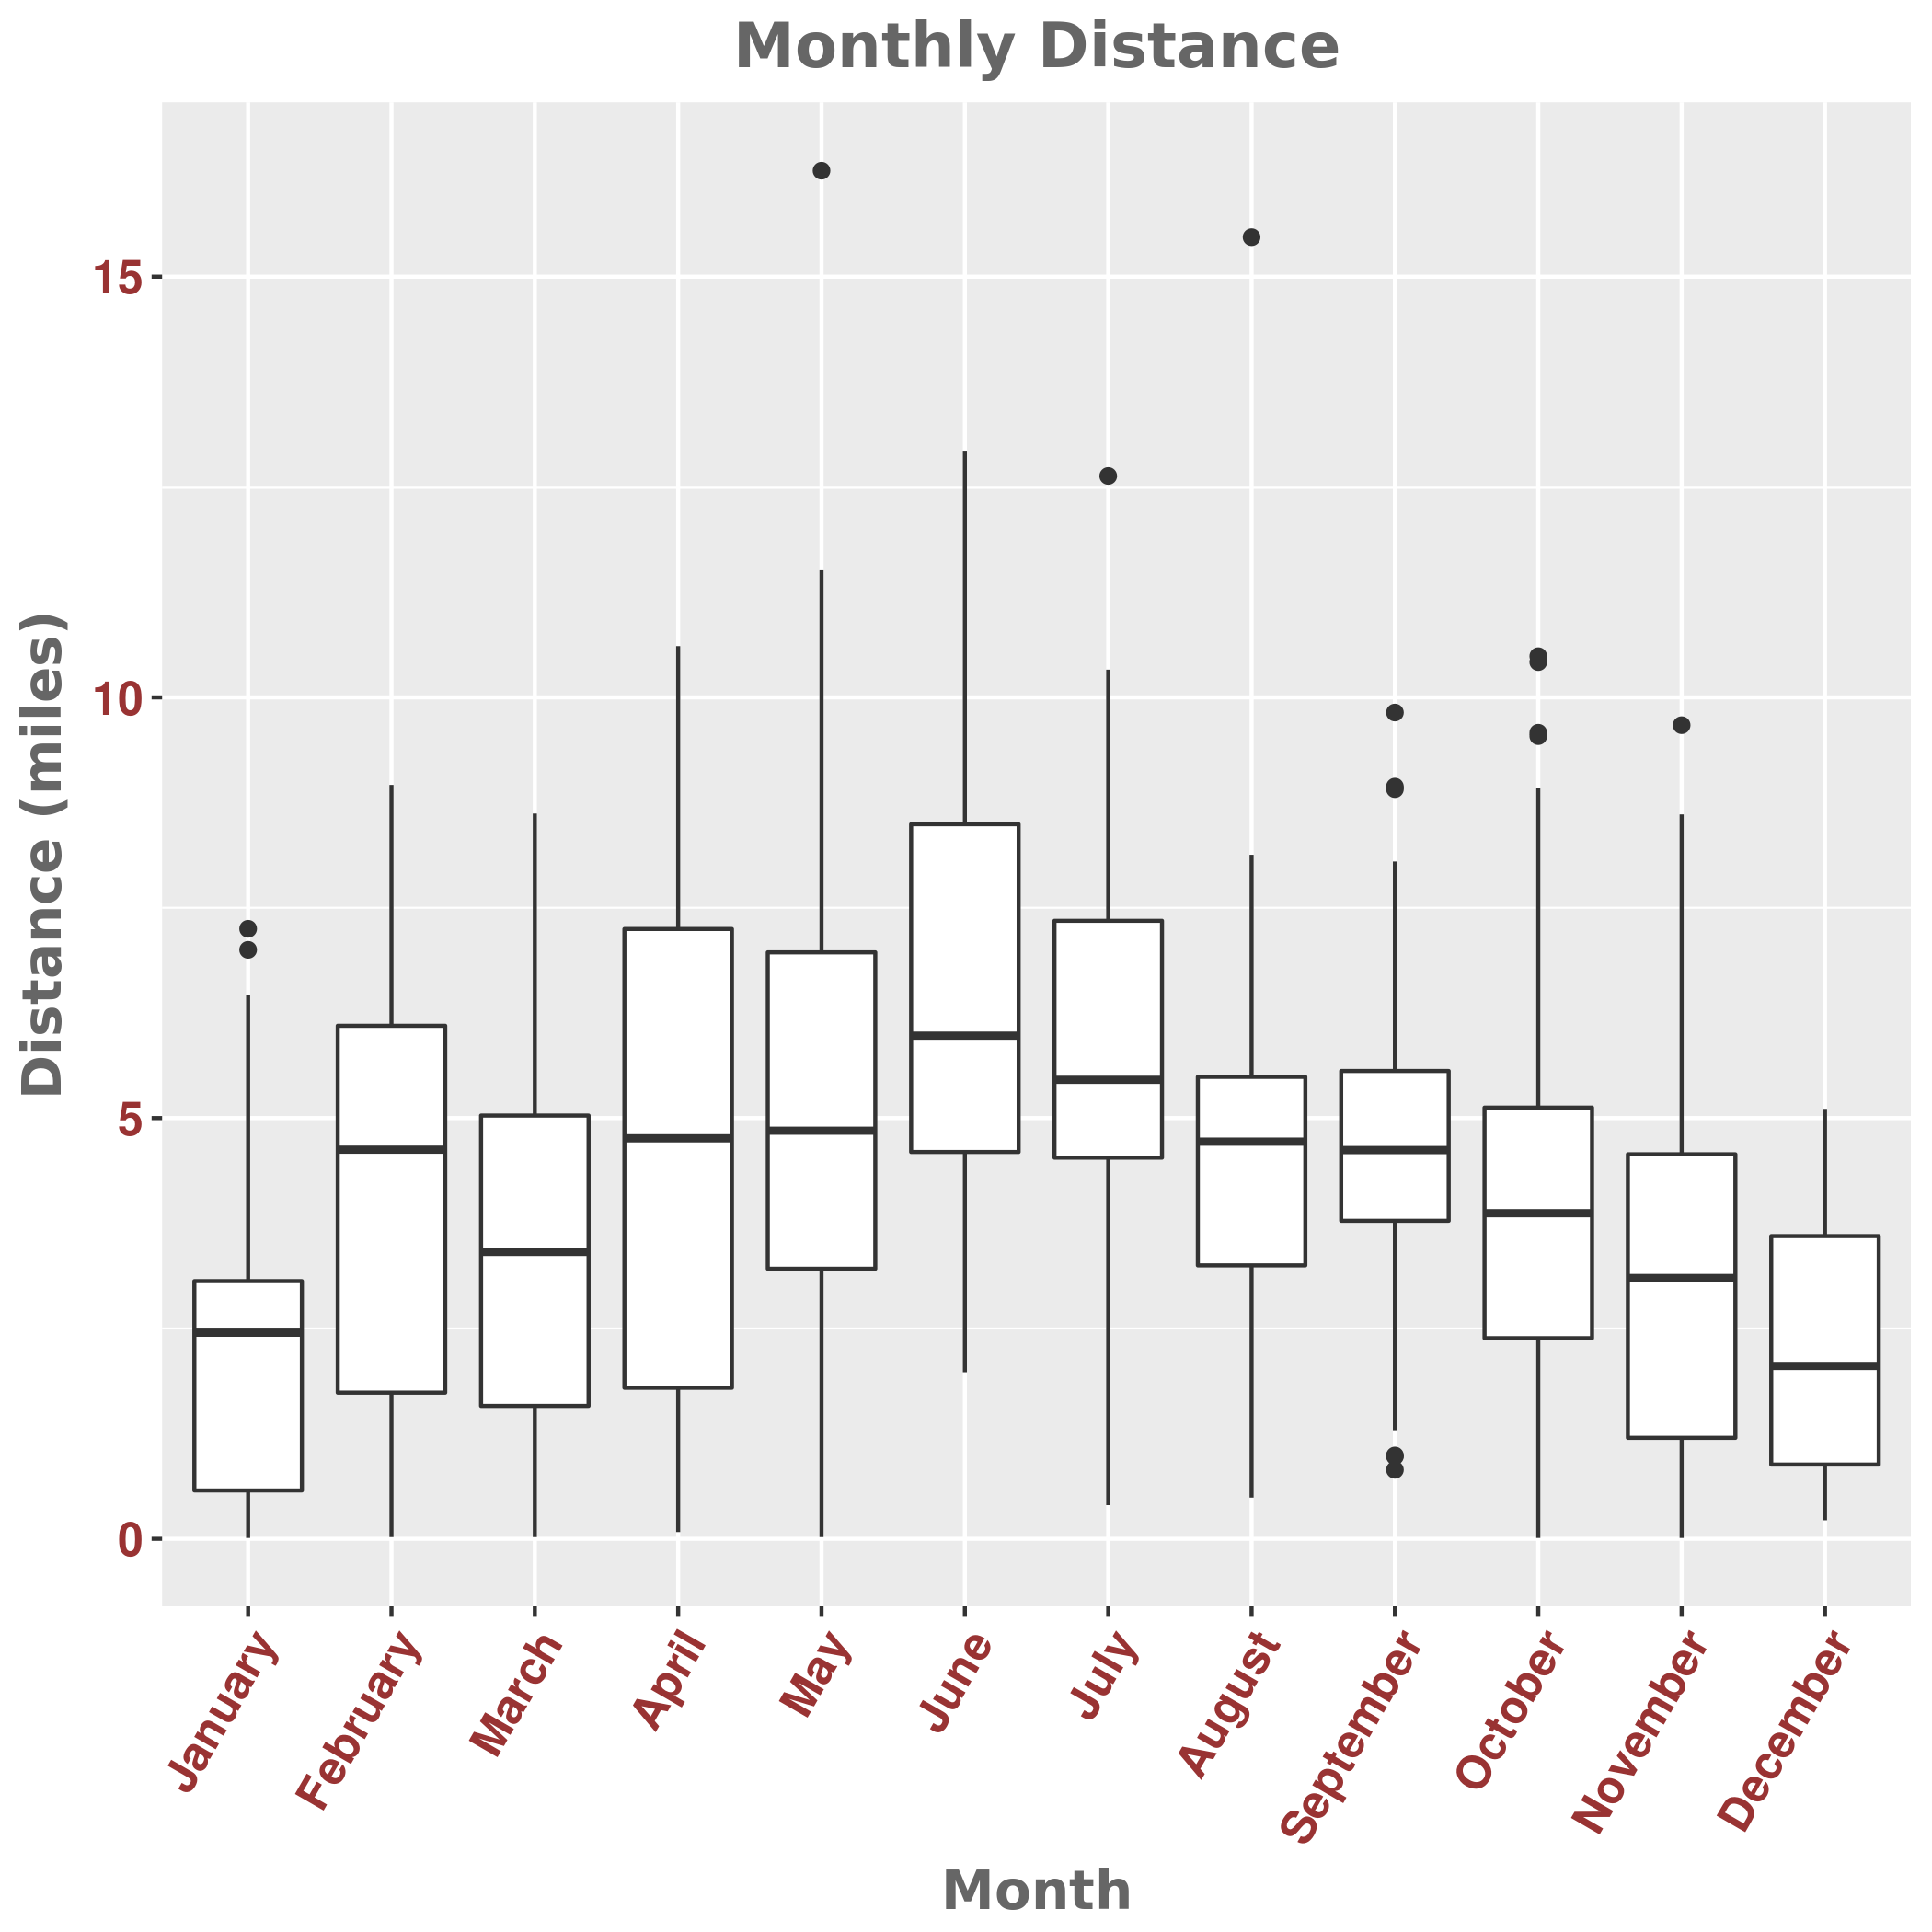 Monthly Distance
Distance (miles)
15
10
5
0
January
February
March
April
May
June
July
August
September
October
November
December
Month